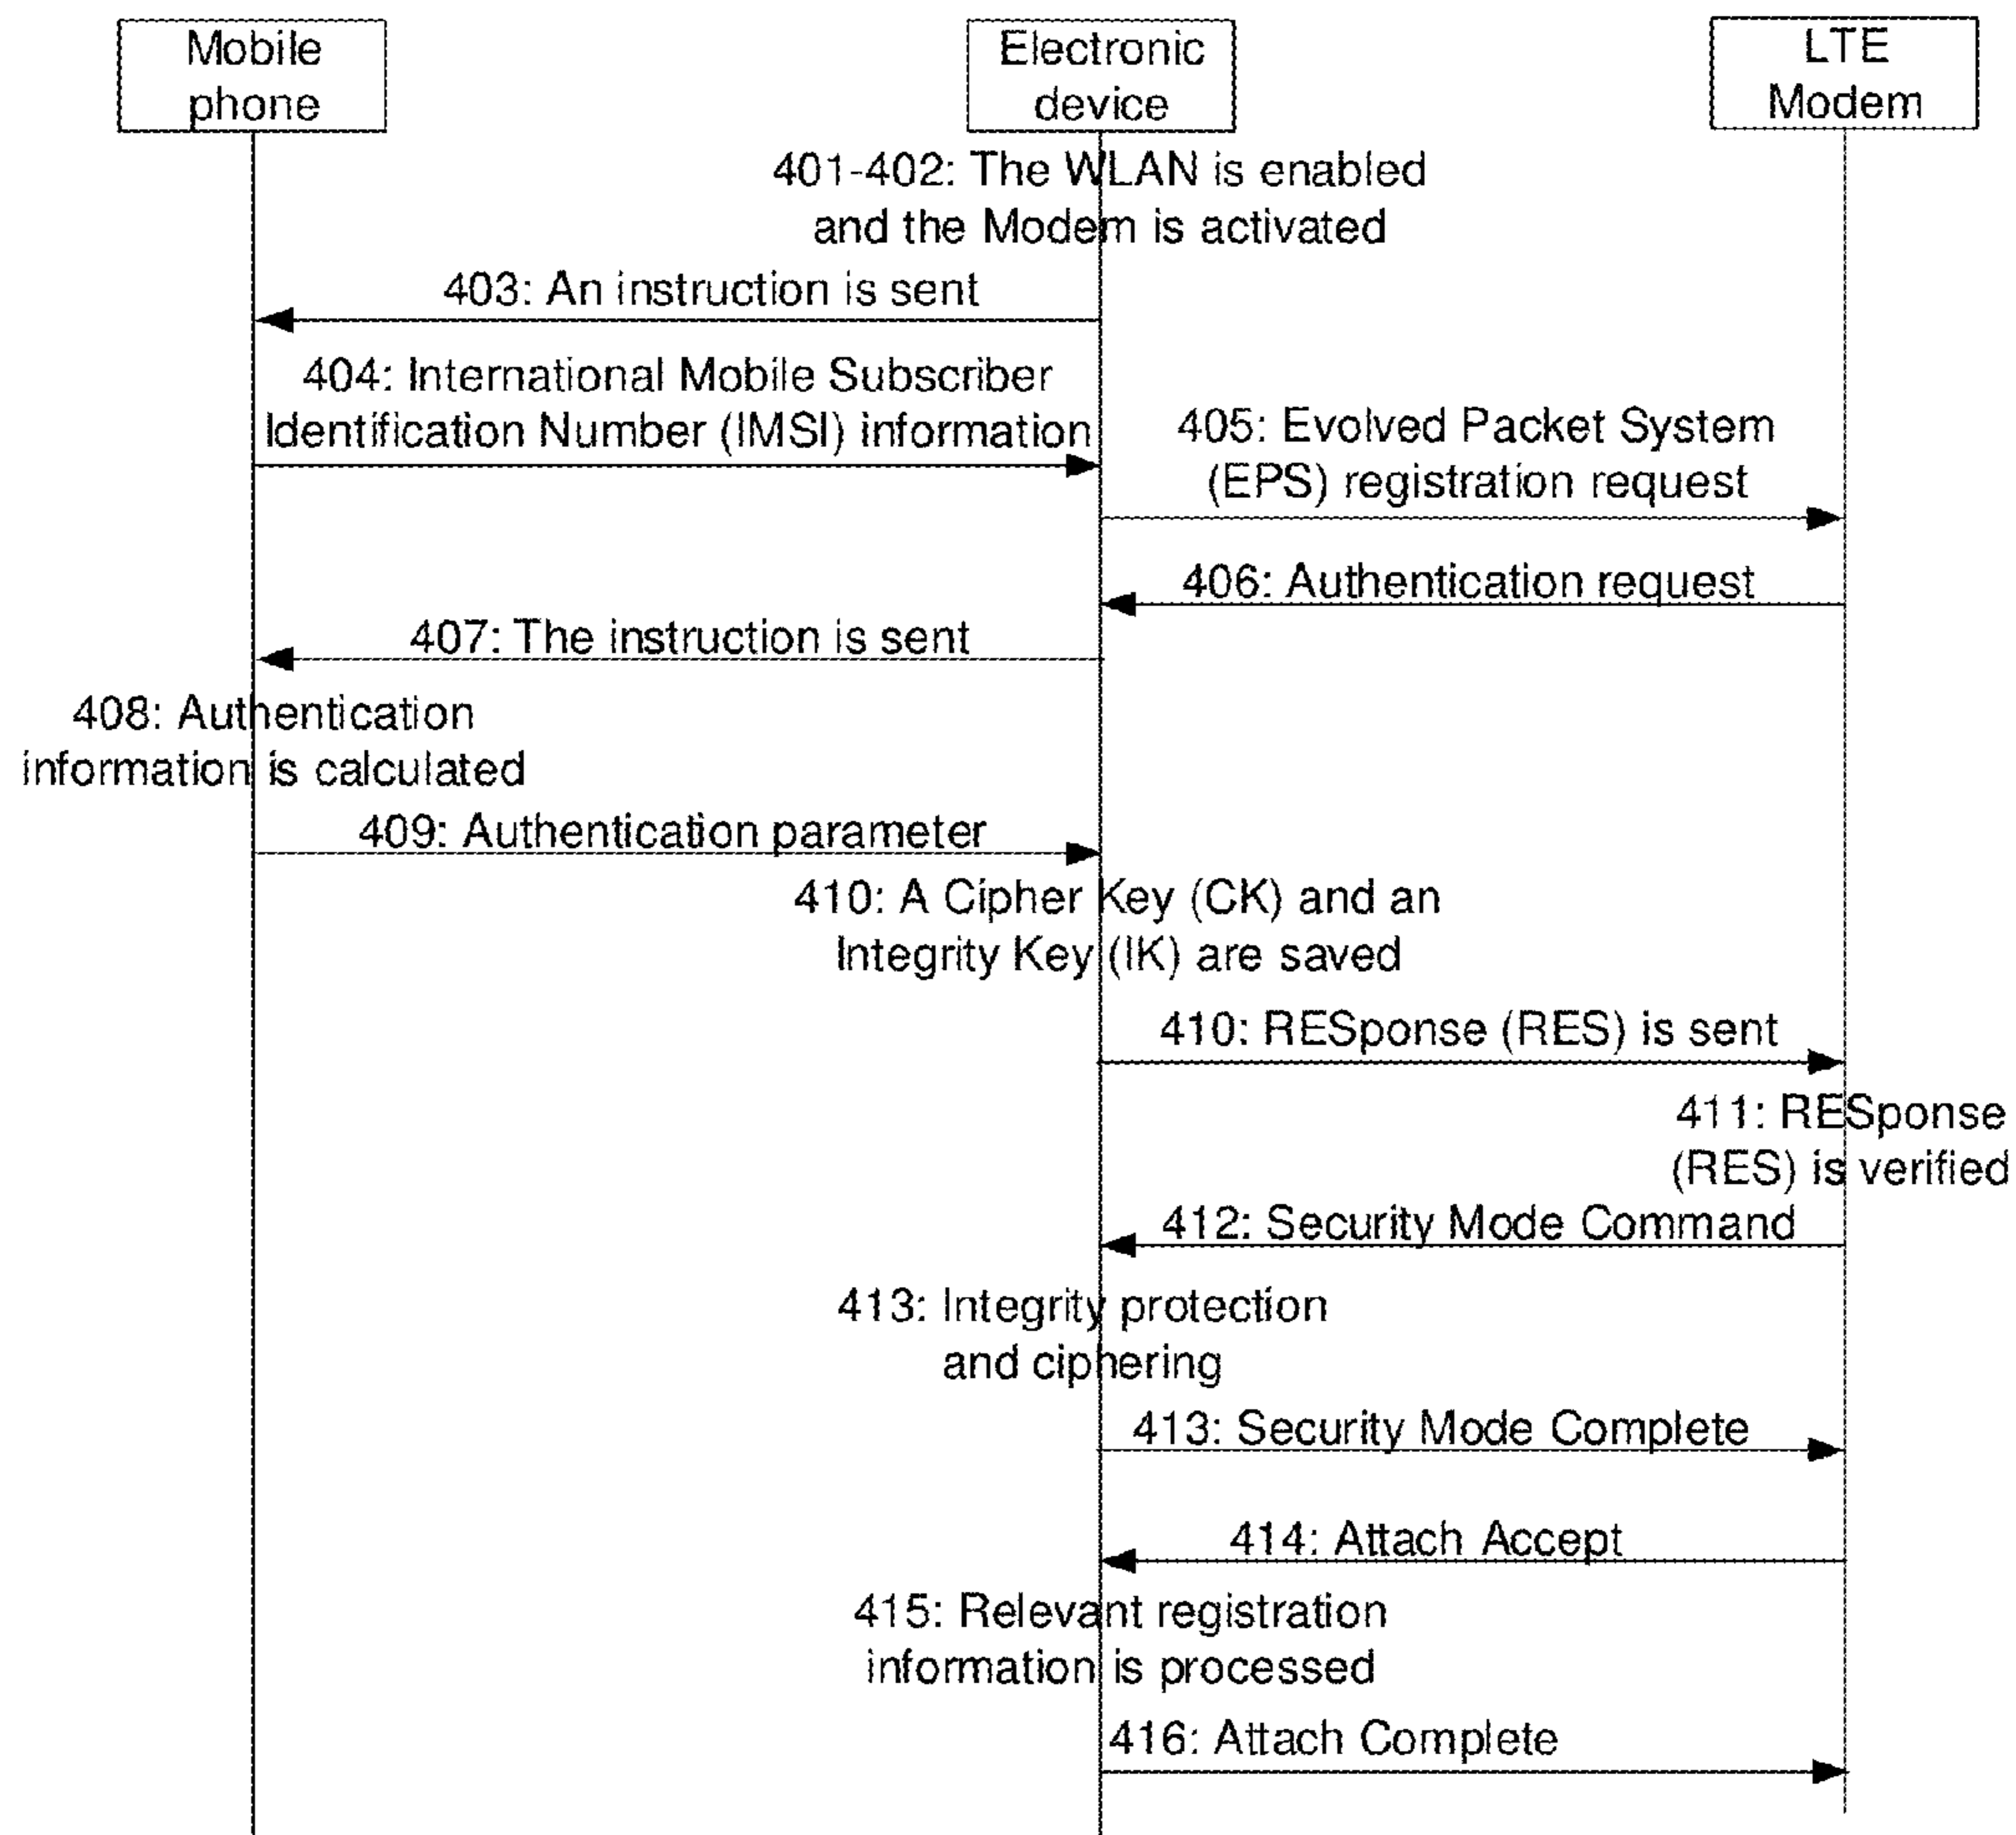 Mobile
phone
Electronic
device
LTE
Modem
401-402: The WLAN is enabled
and the Modem is activated
403: An instruction is sent
404: International Mobile Subscriber
Identification Number (IMSI) information
405: Evolved Packet System
(EPS) registration request
406: Authentication request
407: The instruction is sent
408: Authentication
information is calculated
409: Authentication parameter
410: A Cipher Key (CK) and an
Integrity Key (IK) are saved
410: RESponse (RES) is sent
411: RESponse
(RES) is verified
412: Security Mode Command
413: Integrity protection
and ciphering
413: Security Mode Complete
414: Attach Accept
415: Relevant registration
information is processed
416: Attach Complete